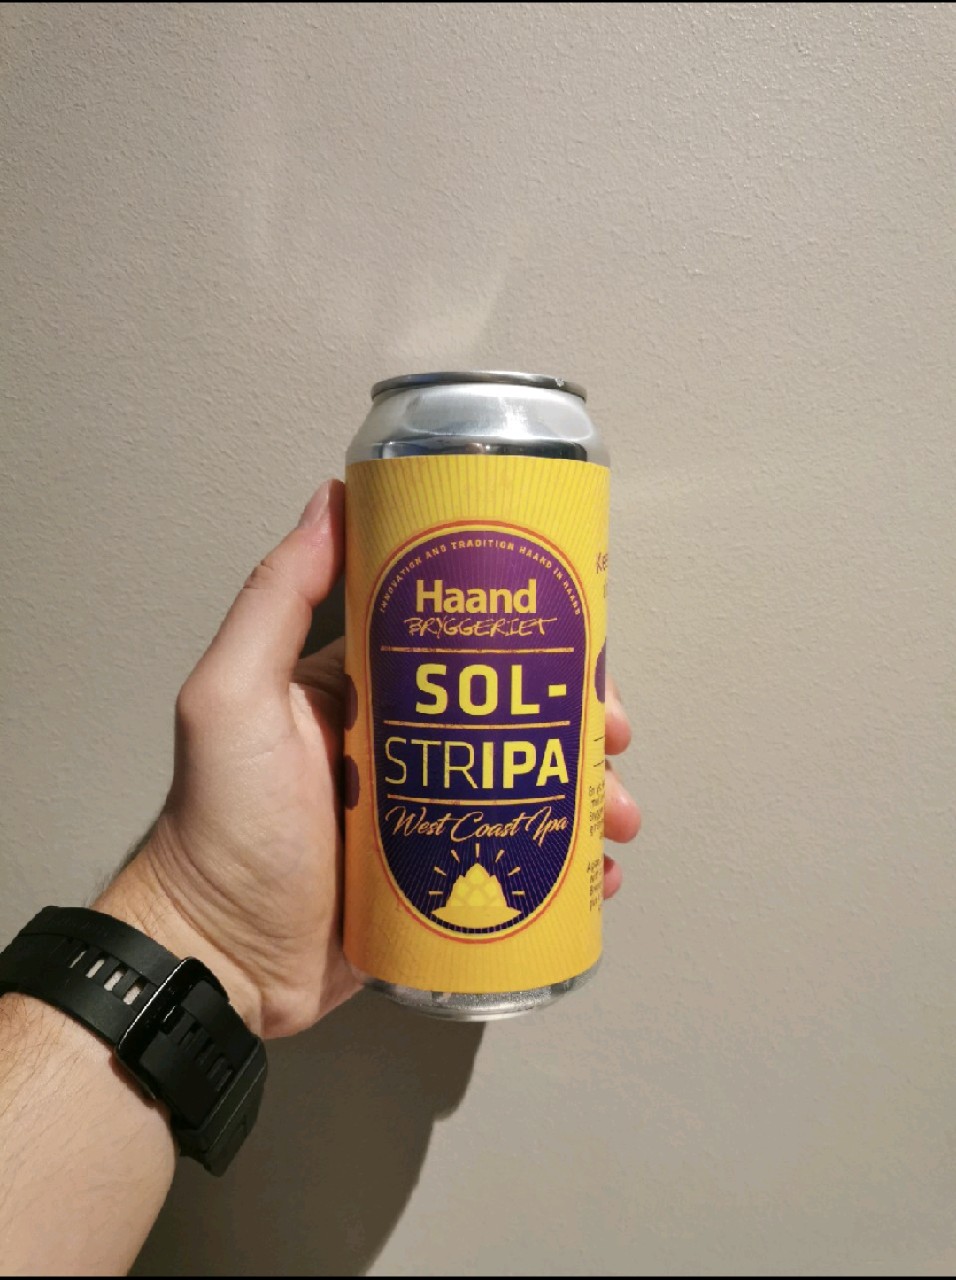 INNOVATION AND TRADITION HAAND IN HAAND
Haand
BRYGGERIET
SOL-
STRIPA
West Coast Ipa